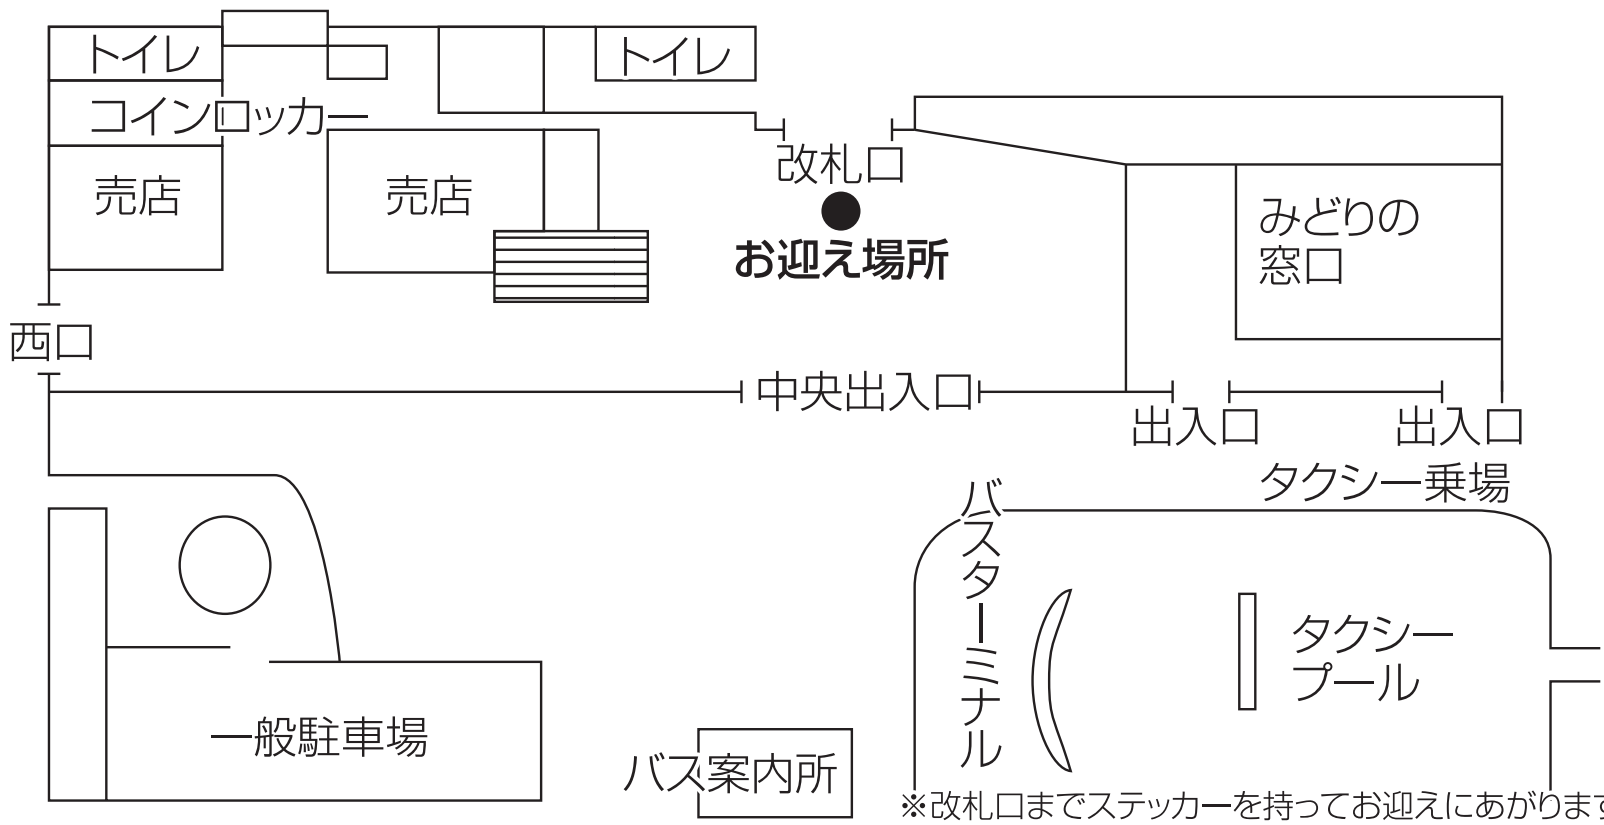 トイレ
トイレ
コインロッカー
改札口
売店
売店
お迎え場所
みどりの
窓口
西口
中央出入口
出入口
出入口
タクシー乗場
バスターミナル
タクシー
プール
一般駐車場
バス案内所
※改札口までステッカーを持ってお迎えにあがります